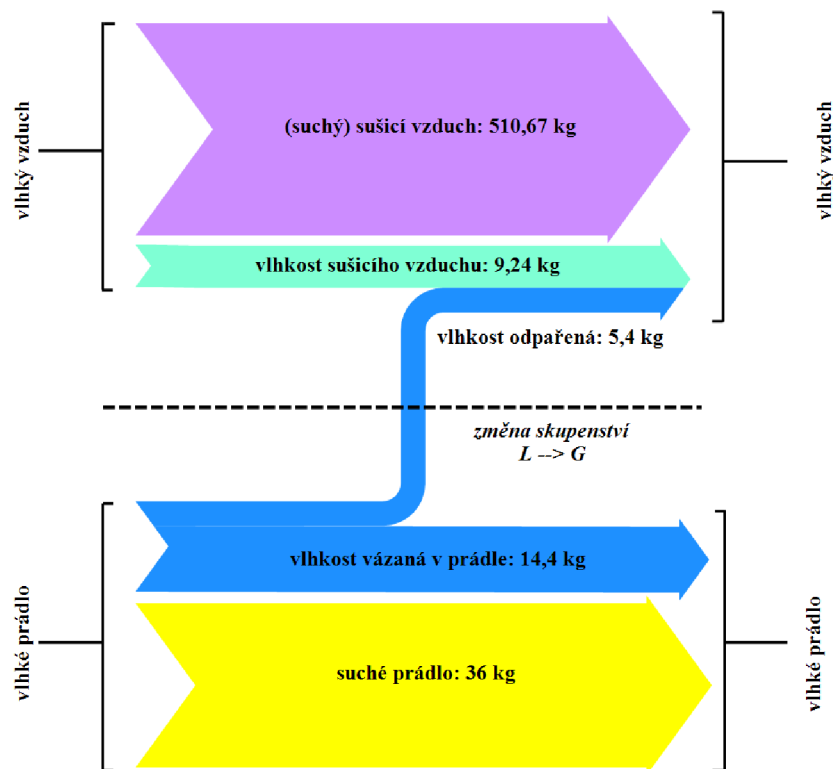 vlhký vzduch
(suchý) sušicí vzduch: 510,67 kg
vlhký vzduch
vlhkost sušicího vzduchu: 9,24 kg
vlhkost odpařená: 5,4 kg
změna skupenství
L --> G
vlhké prádlo
vlhkost vázaná v prádle: 14,4 kg
vlhké prádlo
suché prádlo: 36 kg